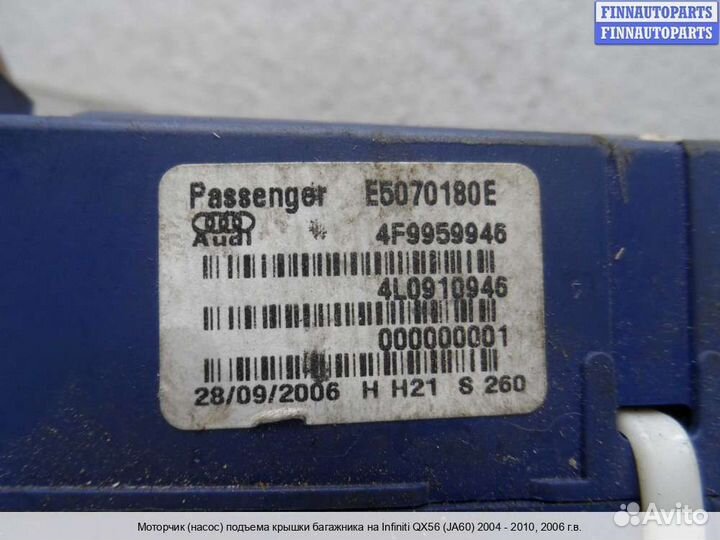 FINNAUTOPARTS
FINNAUTOPARTS
Passenger E5070180E
Audi 4F9959946
4L0910946
000000001
28/09/2006 H H21 S 260
Avito
Моторчик (насос) подъема крышки багажника на Infiniti QX56 (JA60) 2004 - 2010, 2006 г.в.